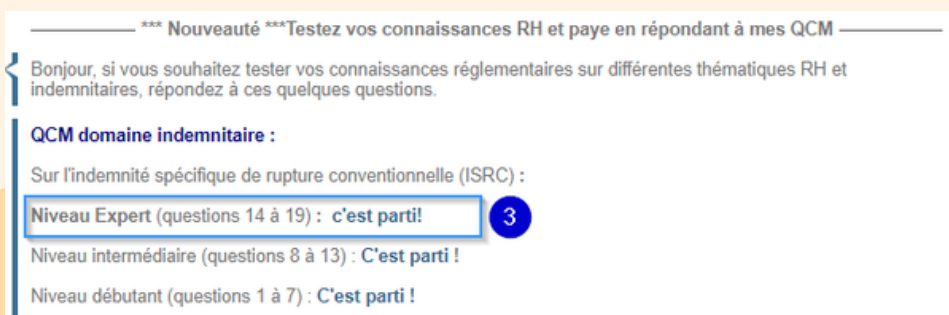 *** Nouveauté ***Testez vos connaissances RH et paye en répondant à mes QCM
Bonjour, si vous souhaitez tester vos connaissances réglementaires sur différentes thématiques RH et
indemnitaires, répondez à ces quelques questions.
QCM domaine indemnitaire :
Sur l'indemnité spécifique de rupture conventionnelle (ISRC) :
Niveau Expert (questions 14 à 19) : c'est parti!
3
Niveau intermédiaire (questions 8 à 13) : C'est parti !
Niveau débutant (questions 1 à 7) : C'est parti !